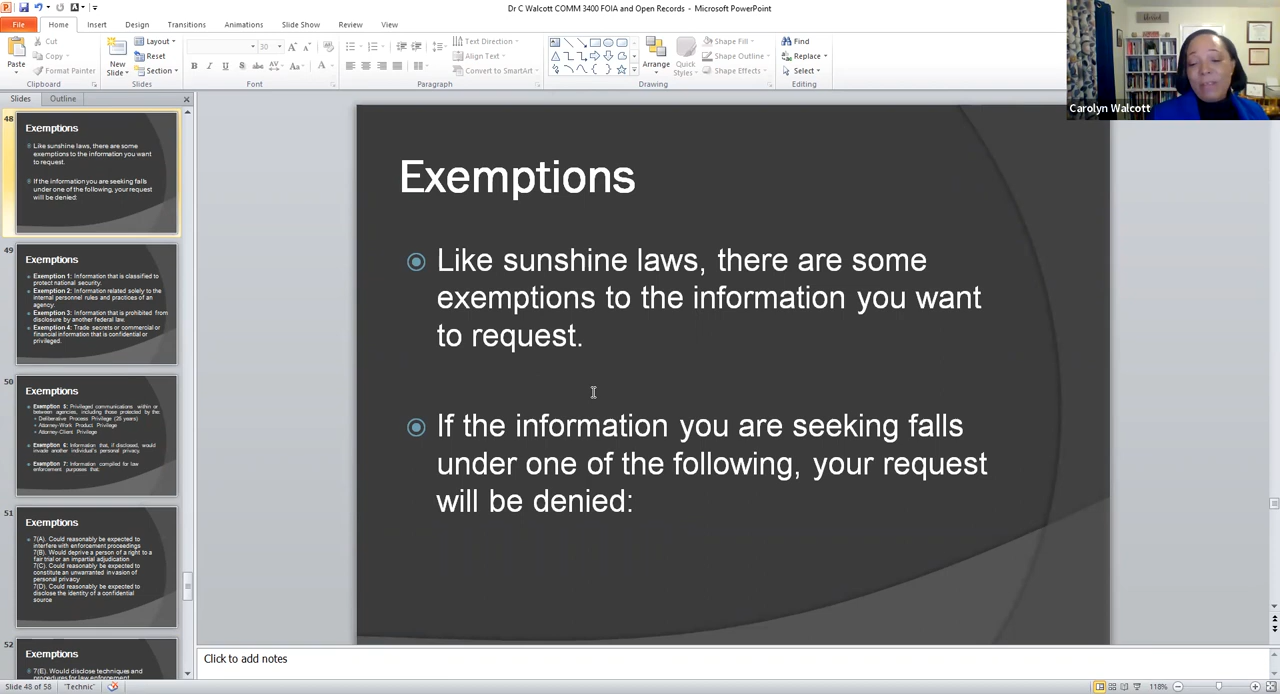 Dr C Walcott COMM 3400 FOIA and Open Records - Microsoft PowerPoint
File
Home
Insert
Design
Transitions
Animations
Slide Show
Review
View
Paste
Cut
Copy
Format Painter
Clipboard
New
Slide
Layout
Reset
Section
Slides
30
Font
Text Direction
Align Text
Convert to SmartArt
Paragraph
Arrange
Quick
Styles
Shape Fill
Shape Outline
Shape Effects
Drawing
Find
Replace
Select
Editing
Carolyn Walcott
Slides
Outline
48
Exemptions
Like sunshine laws, there are some
exemptions to the information you want
to request.
If the information you are seeking falls
under one of the following, your request
will be denied:
49
Exemptions
Exemption 1: Information that is classified to
protect national security.
Exemption 2: Information related solely to the
internal personnel rules and practices of an
agency.
Exemption 3: Information that is prohibited from
disclosure by another federal law.
Exemption 4: Trade secrets or commercial or
financial information that is confidential or
privileged.
50
Exemptions
Exemption 5: Privileged communications within or
between agencies, including those protected by the:
Deliberative Process Privilege (25 years)
Attorney-Work Product Privilege
Attorney-Client Privilege
Exemption 6: Information that, if disclosed, would
invade another individual's personal privacy.
Exemption 7: Information compiled for law
enforcement purposes that:
51
Exemptions
7(A). Could reasonably be expected to
interfere with enforcement proceedings
7(B). Would deprive a person of a right to a
fair trial or an impartial adjudication
7(C). Could reasonably be expected to
constitute an unwarranted invasion of
personal privacy
7(D). Could reasonably be expected to
disclose the identity of a confidential
source
52
Exemptions
7(E). Would disclose techniques and
procedures for law enforcement
Exemptions
Like sunshine laws, there are some
exemptions to the information you want
to request.
If the information you are seeking falls
under one of the following, your request
will be denied:
Click to add notes
Slide 48 of 58
"Technic"
118%